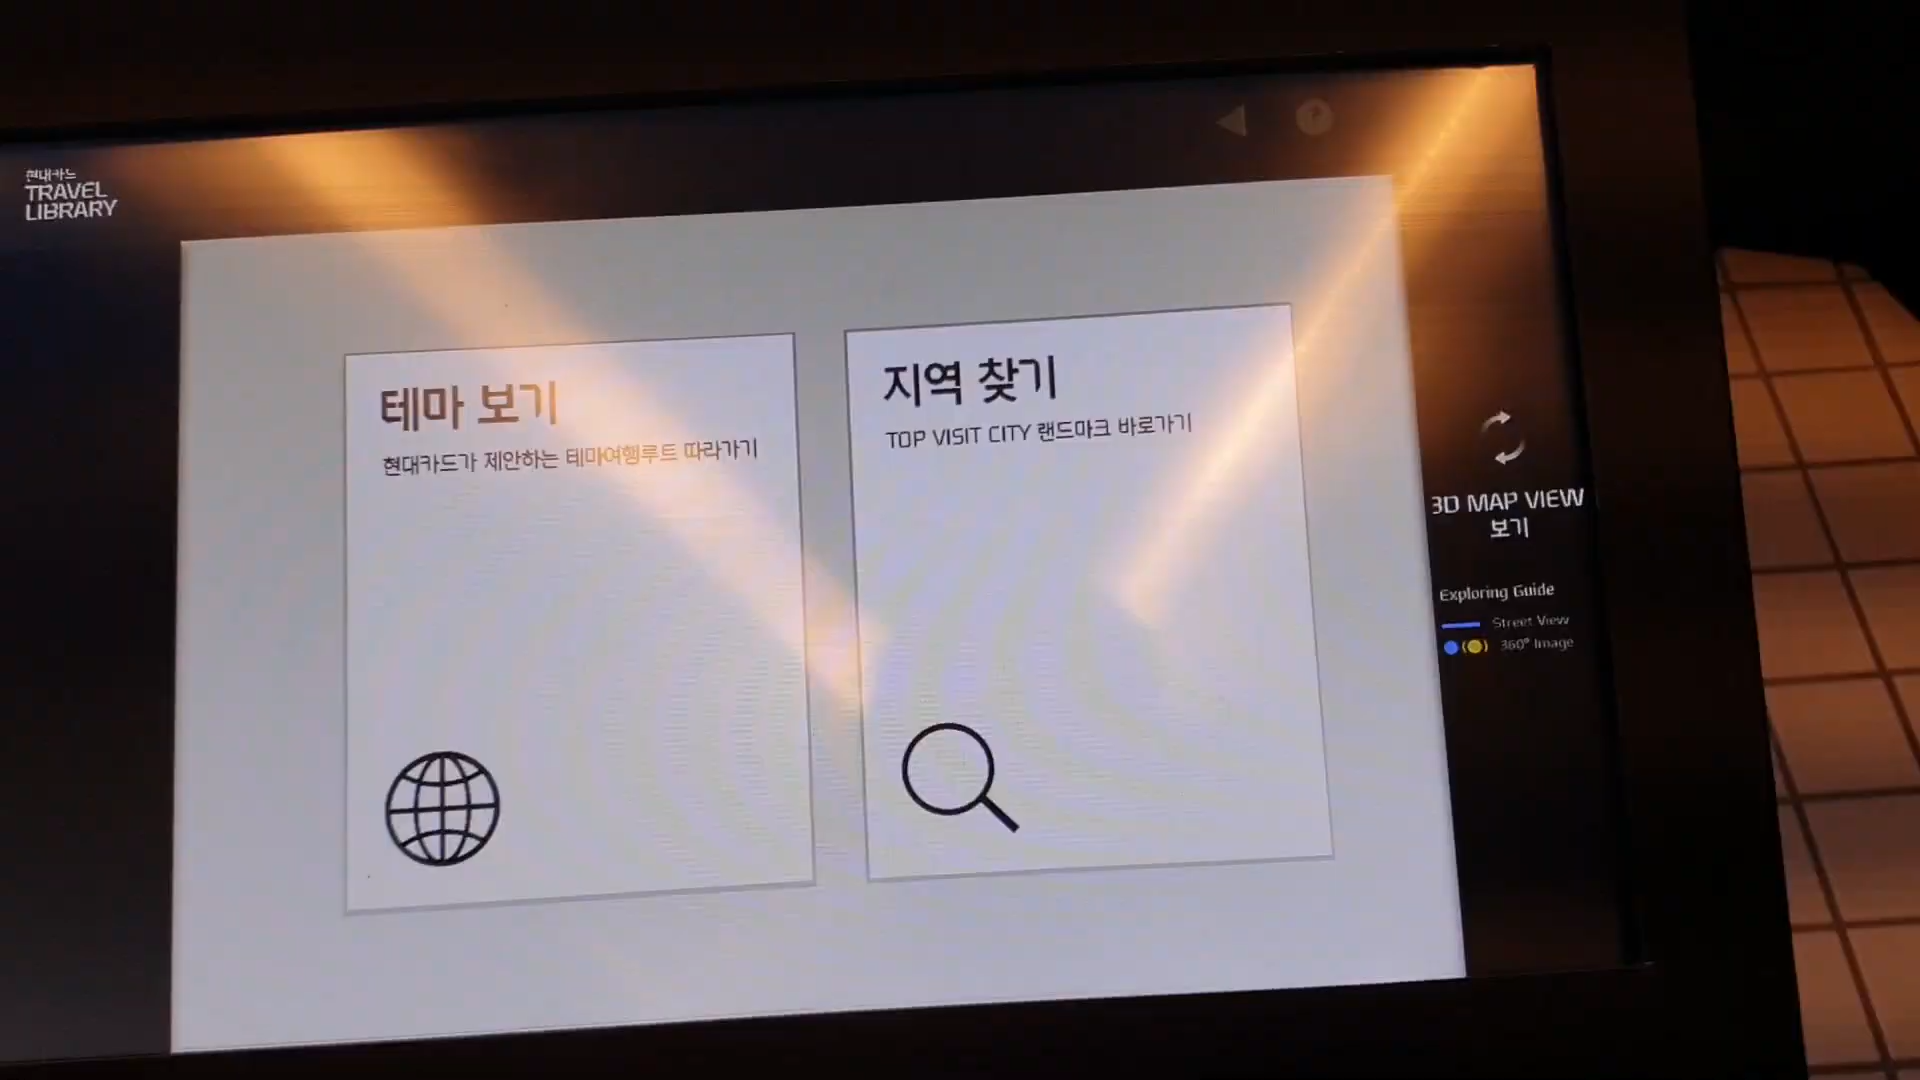 현대카드
TRAVEL
LIBRARY
테마 보기
현대카드가 제안하는 테마여행루트 따라가기
지역 찾기
TOP VISIT CITY 랜드마크 바로가기
3D MAP VIEW
보기
Exploring Guide
Street View
360° Image